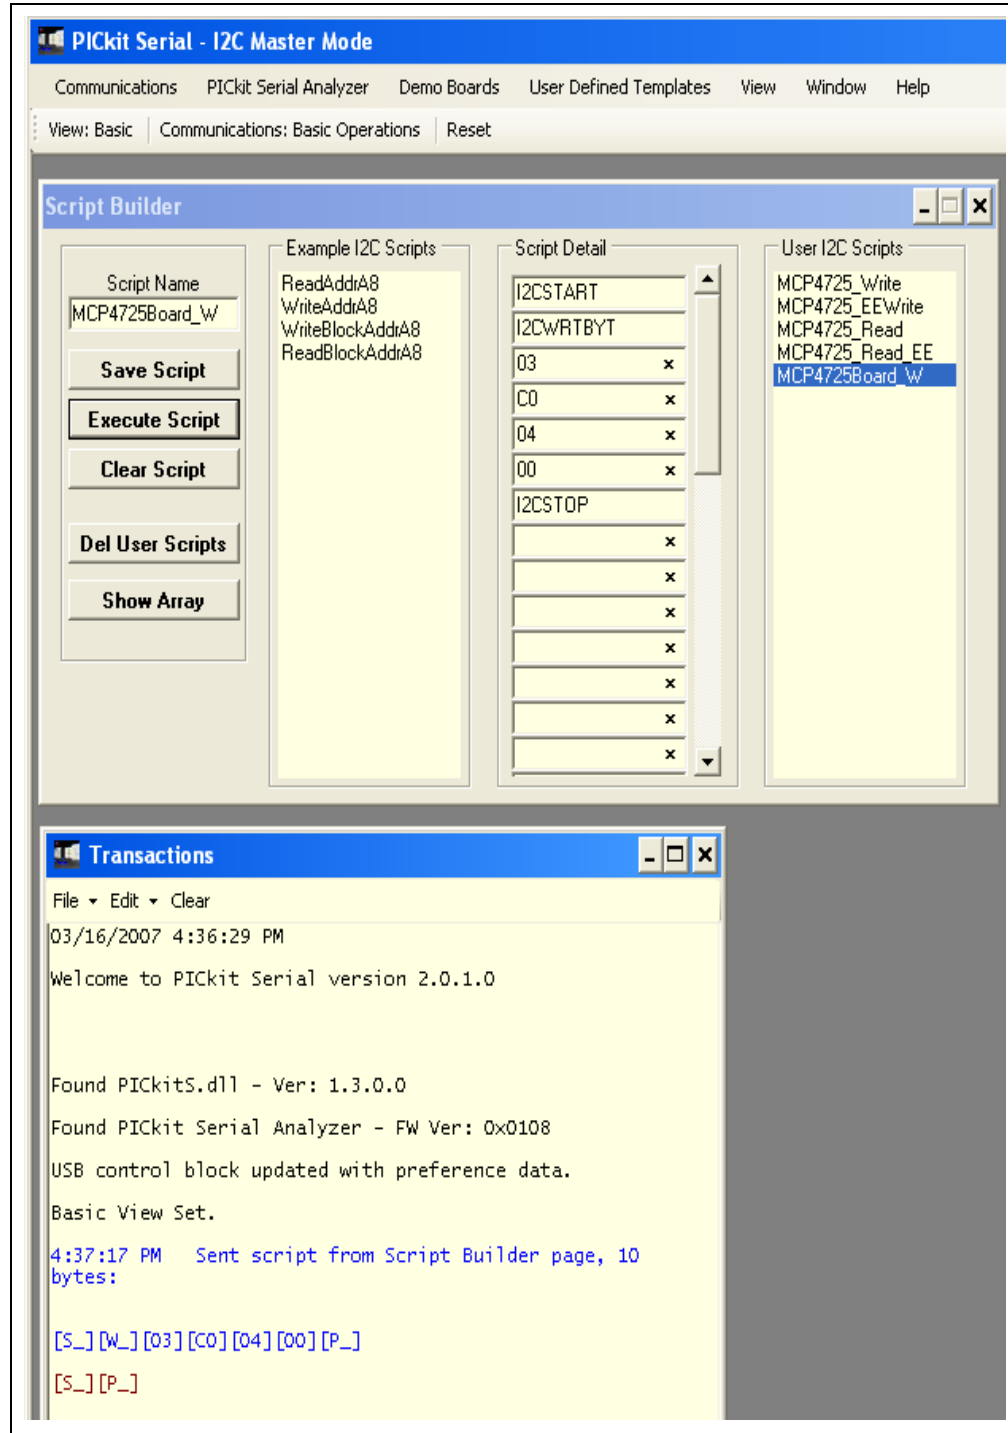 PICkit Serial - I2C Master Mode
Communications PICkit Serial Analyzer Demo Boards User Defined Templates View Window Help
View: Basic Communications: Basic Operations Reset
Script Builder
Script Name
MCP4725Board_W
Save Script
Execute Script
Clear Script
Del User Scripts
Show Array
Example I2C Scripts
ReadAddrA8
WriteAddrA8
WriteBlockAddrA8
ReadBlockAddrA8
Script Detail
I2CSTART
I2CWRTBYT
03 x
C0 x
04 x
00 x
I2CSTOP
x
x
x
x
x
x
x
User I2C Scripts
MCP4725_Write
MCP4725_EEWrite
MCP4725_Read
MCP4725_Read_EE
MCP4725Board_W
Transactions
File Edit Clear
03/16/2007 4:36:29 PM
Welcome to PICkit Serial version 2.0.1.0
Found PICkitS.dll - Ver: 1.3.0.0
Found PICkit Serial Analyzer - FW Ver: 0x0108
USB control block updated with preference data.
Basic View Set.
4:37:17 PM Sent script from Script Builder page, 10
bytes:
[S_][W_][03][C0][04][00][P_]
[S_][P_]